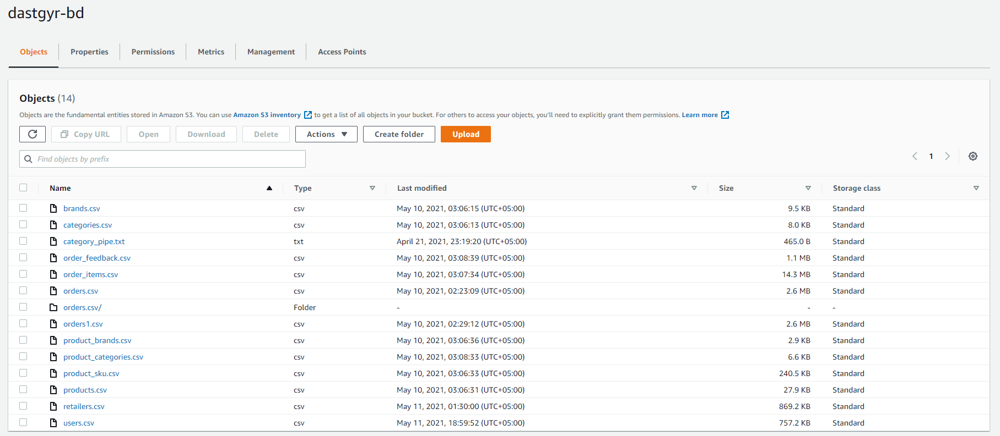 dastgyr-bd
Objects Properties Permissions Metrics Management Access Points
Objects (14)
Objects are the fundamental entities stored in Amazon S3. You can use Amazon S3 inventory to get a list of all objects in your bucket. For others to access your objects, you'll need to explicitly grant them permissions. Learn more
Copy URL Open Download Delete Actions Create folder Upload
Find objects by prefix 1
Name Type Last modified Size Storage class
brands.csv csv May 10, 2021, 03:06:15 (UTC+05:00) 9.5 KB Standard
categories.csv csv May 10, 2021, 03:06:13 (UTC+05:00) 8.0 KB Standard
category_pipe.txt txt April 21, 2021, 23:19:20 (UTC+05:00) 465.0 B Standard
order_feedback.csv csv May 10, 2021, 03:08:39 (UTC+05:00) 1.1 MB Standard
order_items.csv csv May 10, 2021, 03:07:34 (UTC+05:00) 14.3 MB Standard
orders.csv csv May 10, 2021, 02:23:09 (UTC+05:00) 2.6 MB Standard
orders.csv/ Folder - - -
orders1.csv csv May 10, 2021, 02:29:12 (UTC+05:00) 2.6 MB Standard
product_brands.csv csv May 10, 2021, 03:06:36 (UTC+05:00) 2.9 KB Standard
product_categories.csv csv May 10, 2021, 03:08:33 (UTC+05:00) 6.6 KB Standard
product_sku.csv csv May 10, 2021, 03:06:33 (UTC+05:00) 240.5 KB Standard
products.csv csv May 10, 2021, 03:06:31 (UTC+05:00) 27.9 KB Standard
retailers.csv csv May 11, 2021, 01:30:00 (UTC+05:00) 869.2 KB Standard
users.csv csv May 11, 2021, 18:59:52 (UTC+05:00) 757.2 KB Standard